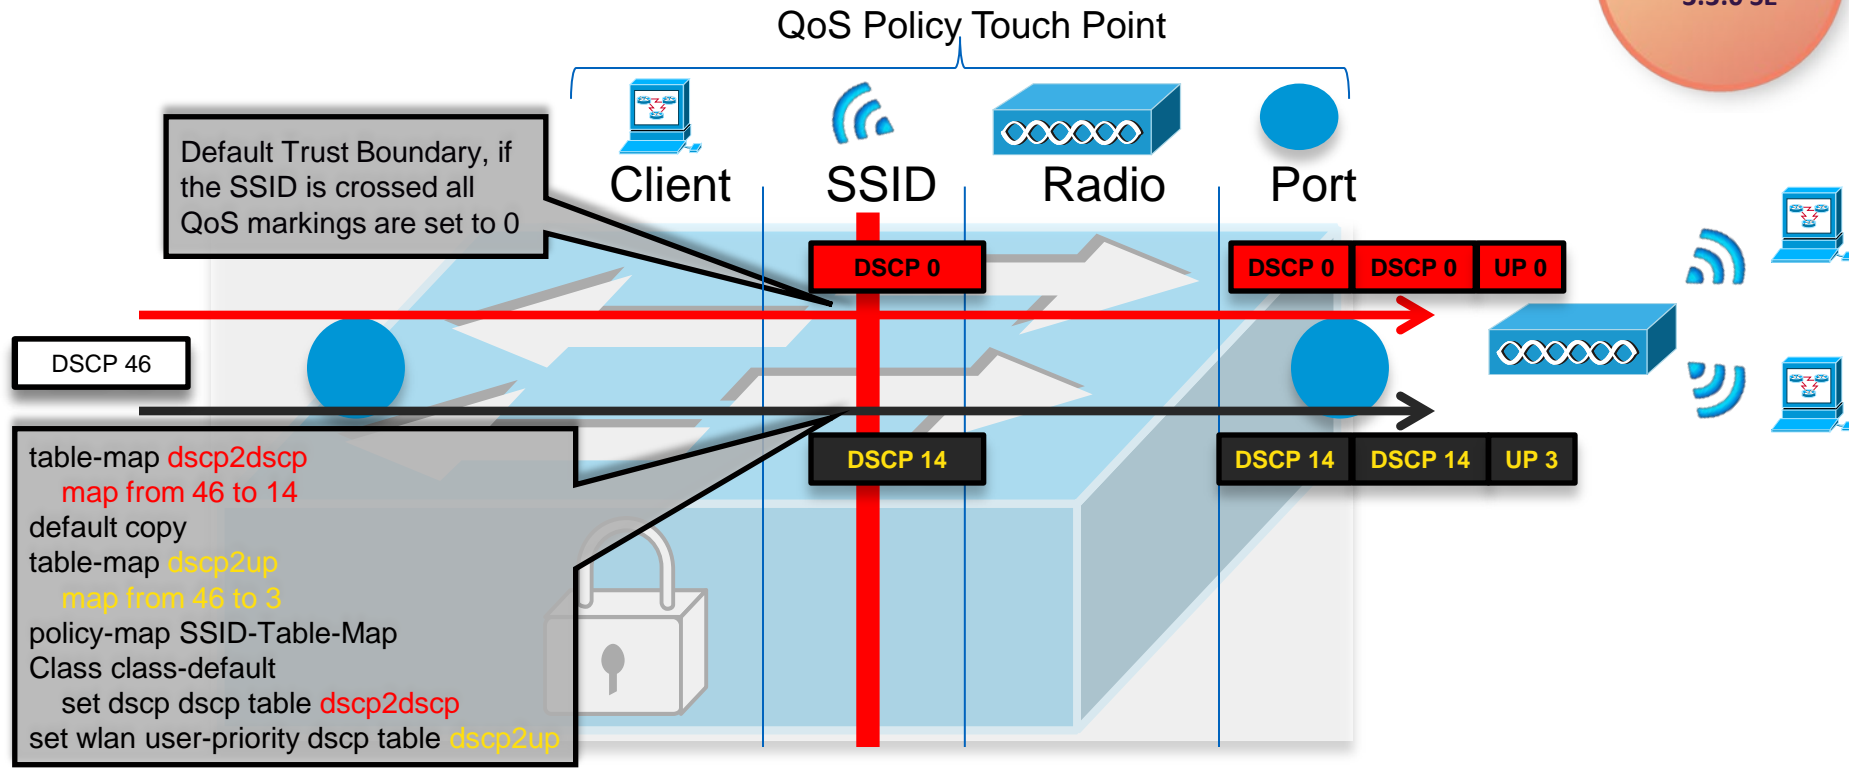 QoS Policy Touch Point
Client
SSID
Radio
Port
Default Trust Boundary, if
the SSID is crossed all
QoS markings are set to 0
DSCP 0
DSCP 0
DSCP 0
UP 0
DSCP 46
DSCP 14
DSCP 14
DSCP 14
UP 3
table-map dscp2dscp
map from 46 to 14
default copy
table-map dscp2up
map from 46 to 3
policy-map SSID-Table-Map
Class class-default
set dscp dscp table dscp2dscp
set wlan user-priority dscp table dscp2up